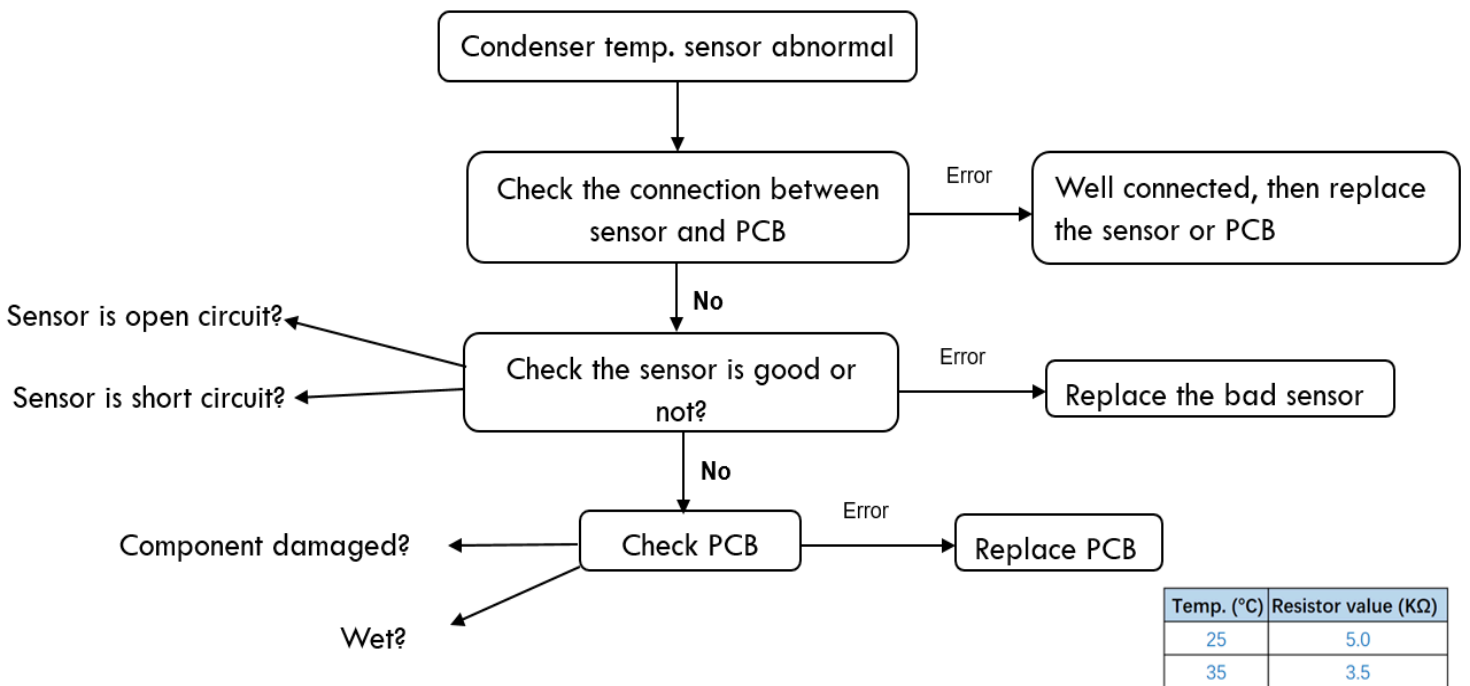 Condenser temp. sensor abnormal
Check the connection between
sensor and PCB
Error
Well connected, then replace
the sensor or PCB
No
Sensor is open circuit?
Sensor is short circuit?
Check the sensor is good or
not?
Error
Replace the bad sensor
No
Component damaged?
Wet?
Check PCB
Error
Replace PCB
Temp. (°C) Resistor value (KΩ)
25 5.0
35 3.5